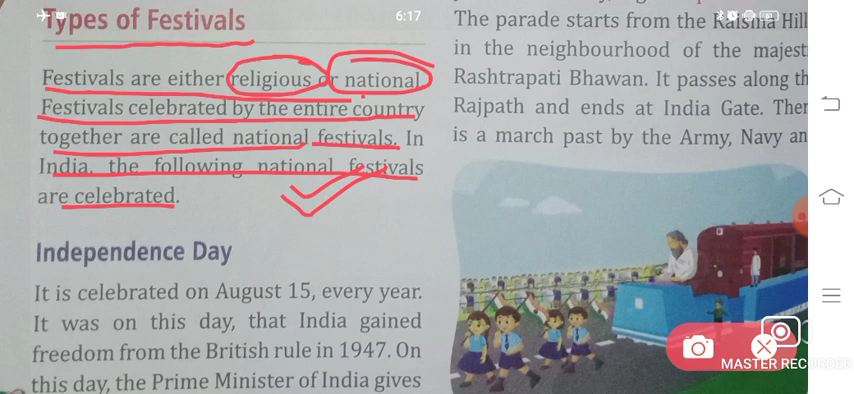 6:17
Types of Festivals
Festivals are either religious or national.
Festivals celebrated by the entire country
together are called national festivals. In
India, the following national festivals
are celebrated.
Independence Day
It is celebrated on August 15, every year.
It was on this day, that India gained
freedom from the British rule in 1947. On
this day, the Prime Minister of India gives
The parade starts from the Raisina Hill
in the neighbourhood of the majest
Rashtrapati Bhawan. It passes along th
Rajpath and ends at India Gate. Ther
is a march past by the Army, Navy an
MASTER RECORDER